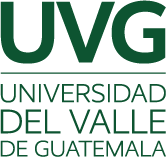 UVG
UNIVERSIDAD
DEL VALLE
DE GUATEMALA